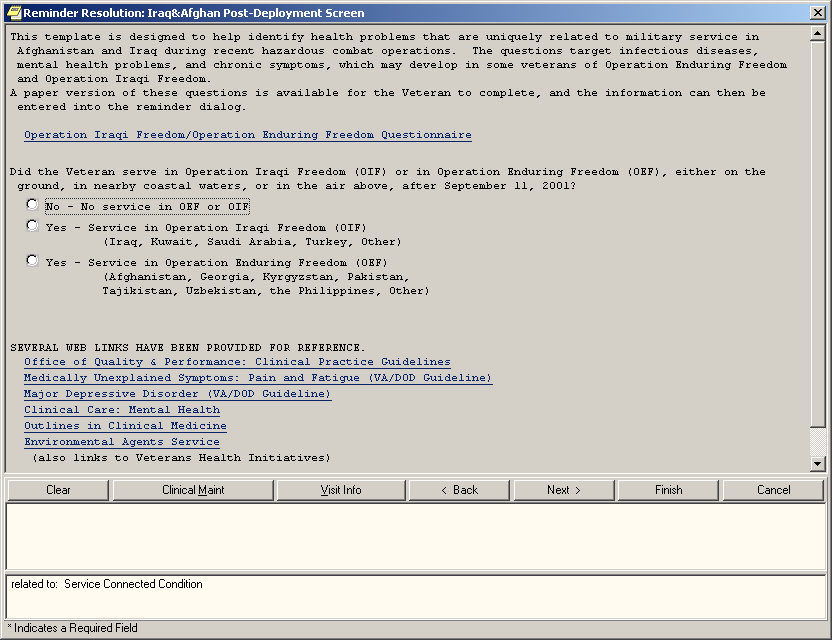 Reminder Resolution: Iraq&Afghan Post-Deployment Screen
This template is designed to help identify health problems that are uniquely related to military service in
Afghanistan and Iraq during recent hazardous combat operations.  The questions target infectious diseases,
mental health problems, and chronic symptoms, which may develop in some veterans of Operation Enduring Freedom
and Operation Iraqi Freedom.
A paper version of these questions is available for the Veteran to complete, and the information can then be
entered into the reminder dialog.
Operation Iraqi Freedom/Operation Enduring Freedom Questionnaire
Did the Veteran serve in Operation Iraqi Freedom (OIF) or in Operation Enduring Freedom (OEF), either on the
ground, in nearby coastal waters, or in the air above, after September 11, 2001?
No - No service in OEF or OIF
Yes - Service in Operation Iraqi Freedom (OIF)
(Iraq, Kuwait, Saudi Arabia, Turkey, Other)
Yes - Service in Operation Enduring Freedom (OEF)
(Afghanistan, Georgia, Kyrgyzstan, Pakistan,
Tajikistan, Uzbekistan, the Philippines, Other)
SEVERAL WEB LINKS HAVE BEEN PROVIDED FOR REFERENCE.
Office of Quality & Performance: Clinical Practice Guidelines
Medically Unexplained Symptoms: Pain and Fatigue (VA/DOD Guideline)
Major Depressive Disorder (VA/DOD Guideline)
Clinical Care: Mental Health
Outlines in Clinical Medicine
Environmental Agents Service
(also links to Veterans Health Initiatives)
Clear Clinical Maint Visit Info < Back Next > Finish Cancel
related to:  Service Connected Condition
* Indicates a Required Field